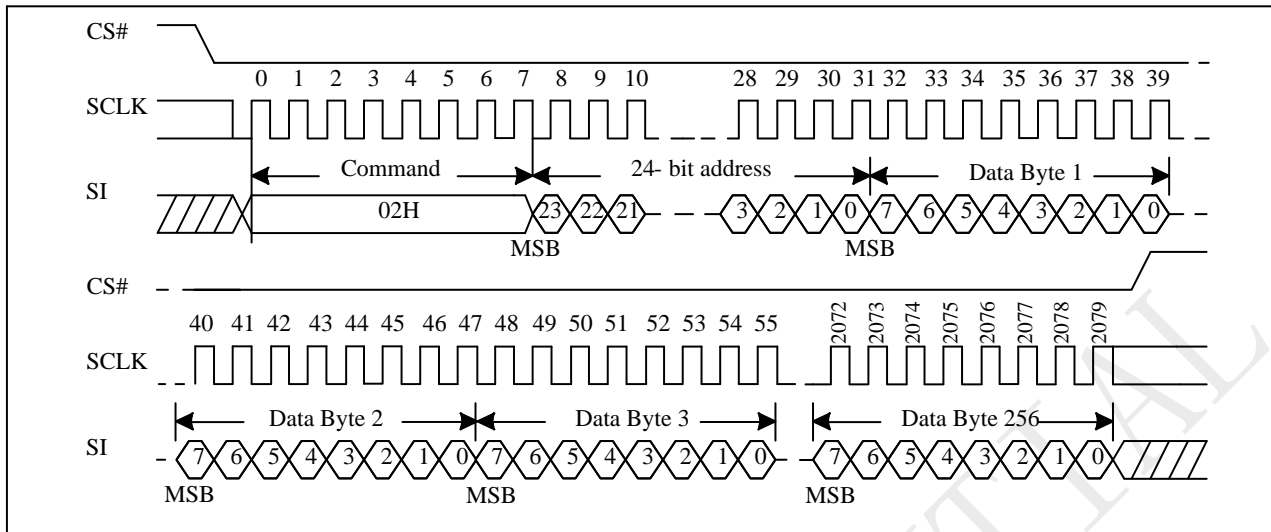 CS#
0 1 2 3 4 5 6 7 8 9 10 28 29 30 31 32 33 34 35 36 37 38 39
SCLK
Command 24- bit address Data Byte 1
SI
02H 23 22 21 3 2 1 0 7 6 5 4 3 2 1 0
MSB MSB
CS#
40 41 42 43 44 45 46 47 48 49 50 51 52 53 54 55 2072 2073 2074 2075 2076 2077 2078 2079
SCLK
Data Byte 2 Data Byte 3 Data Byte 256
SI
7 6 5 4 3 2 1 0 7 6 5 4 3 2 1 0 7 6 5 4 3 2 1 0
MSB MSB MSB